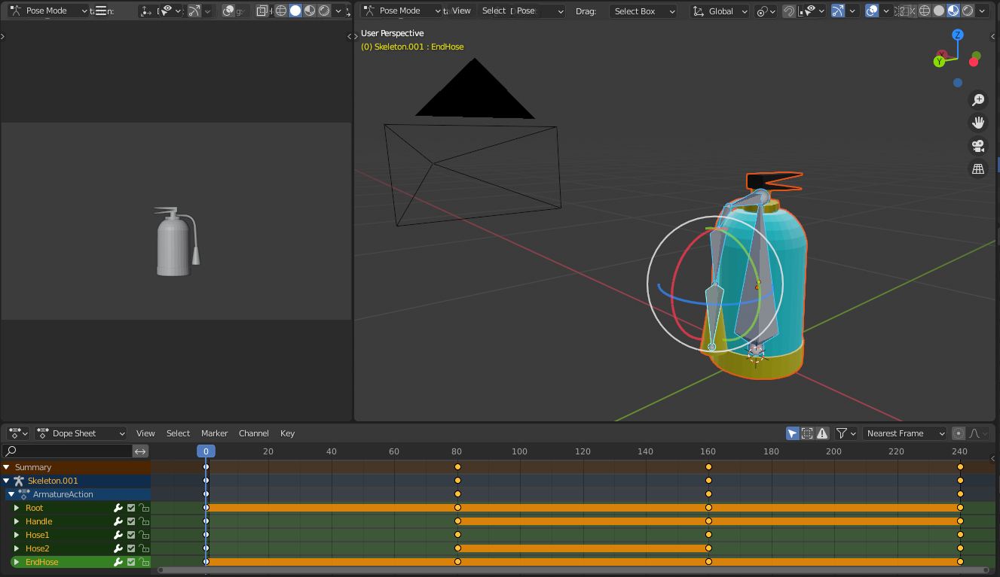 Pose Mode
Pose Mode View Select Pose Drag: Select Box Global
User Perspective
(0) Skeleton.001 : EndHose
Z
Y
Dope Sheet View Select Marker Channel Key Nearest Frame
0 20 40 60 80 100 120 140 160 180 200 220 240
Summary
Skeleton.001
ArmatureAction
Root
Handle
Hose1
Hose2
EndHose